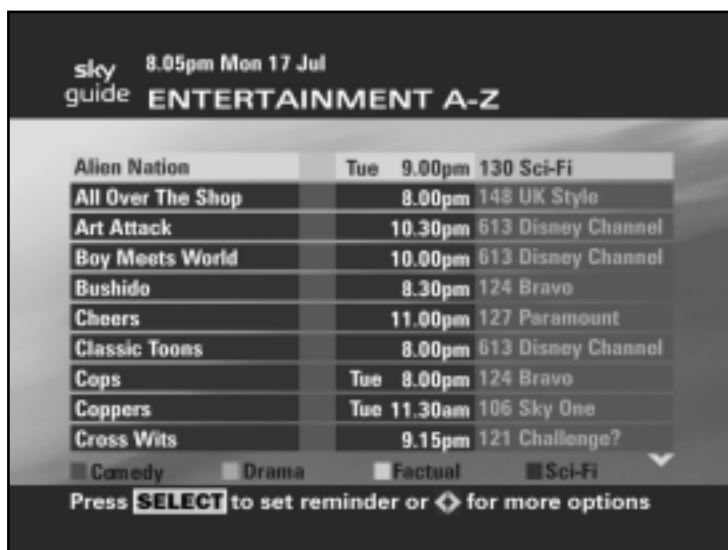 sky guide
8.05pm Mon 17 Jul
ENTERTAINMENT A-Z
Alien Nation Tue 9.00pm 130 Sci-Fi
All Over The Shop 8.00pm 148 UK Style
Art Attack 10.30pm 613 Disney Channel
Boy Meets World 10.00pm 613 Disney Channel
Bushido 8.30pm 124 Bravo
Cheers 11.00pm 127 Paramount
Classic Toons 8.00pm 613 Disney Channel
Cops Tue 8.00pm 124 Bravo
Coppers Tue 11.30am 106 Sky One
Cross Wits 9.15pm 121 Challenge?
Comedy Drama Factual Sci-Fi
Press SELECT to set reminder or for more options